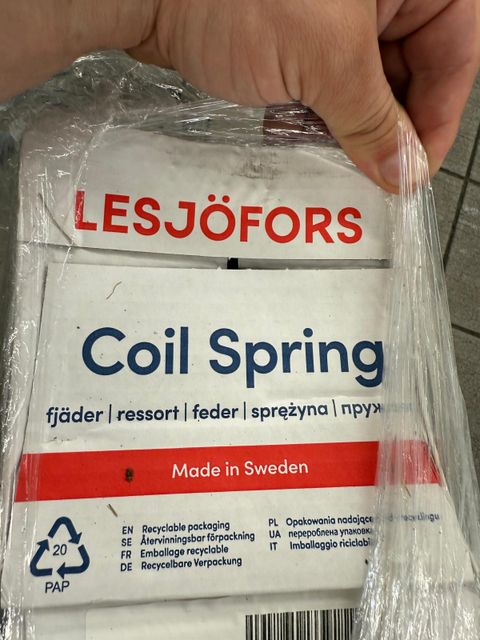 LESJÖFORS
Coil Spring
fjäder | ressort | feder | sprężyna |
Made in Sweden
20
PAP
EN Recyclable packaging
SE Återvinningsbar förpackning
FR Emballage recyclable
DE Recycelbare Verpackung
PL Opakowania nadające
UA перероблена упаковка
IT Imballaggio riciclabi